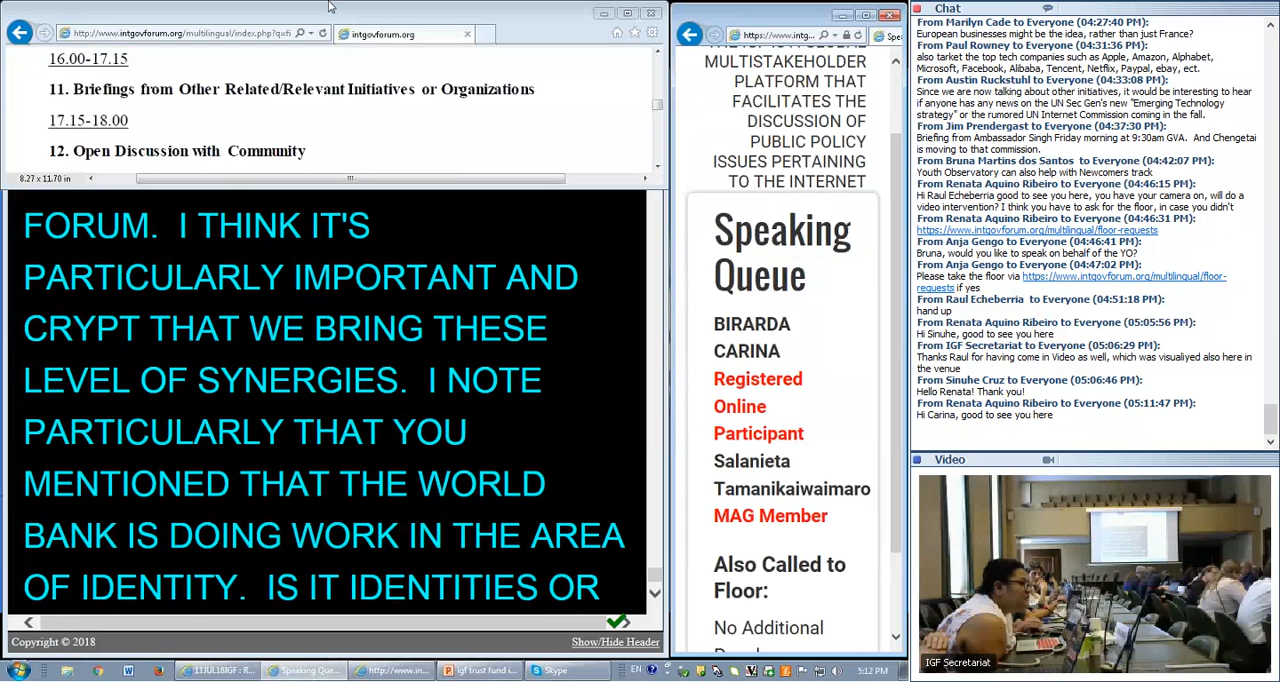 http://www.intgovforum.org/multilingual/index.php?q=fi
intgovforum.org
16.00-17.15
11. Briefings from Other Related/Relevant Initiatives or Organizations
17.15-18.00
12. Open Discussion with Community
8.27 x 11.70 in
FORUM. I THINK IT'S
PARTICULARLY IMPORTANT AND
CRYPT THAT WE BRING THESE
LEVEL OF SYNERGIES. I NOTE
PARTICULARLY THAT YOU
MENTIONED THAT THE WORLD
BANK IS DOING WORK IN THE AREA
OF IDENTITY. IS IT IDENTITIES OR
Copyright © 2018
Show/Hide Header
https://www.intg...
Spe
MULTISTAKEHOLDER
PLATFORM THAT
FACILITATES THE
DISCUSSION OF
PUBLIC POLICY
ISSUES PERTAINING
TO THE INTERNET
Speaking
Queue
BIRARDA
CARINA
Registered
Online
Participant
Salanieta
Tamanikaiwaimaro
MAG Member
Also Called to
Floor:
No Additional
Chat
From Marilyn Cade to Everyone (04:27:40 PM):
European businesses might be the idea, rather than just France?
From Paul Rowney to Everyone (04:31:36 PM):
also tarket the top tech companies such as Apple, Amazon, Alphabet,
Microsoft, Facebook, Alibaba, Tencent, Netflix, Paypal, ebay, ect.
From Austin Ruckstuhl to Everyone (04:33:08 PM):
Since we are now talking about other initiatives, it would be interesting to hear
if anyone has any news on the UN Sec Gen's new "Emerging Technology
strategy" or the rumored UN Internet Commission coming in the fall.
From Jim Prendergast to Everyone (04:37:30 PM):
Briefing from Ambassador Singh Friday morning at 9:30am GVA. And Chengetai
is moving to that commission.
From Bruna Martins dos Santos to Everyone (04:42:07 PM):
Youth Observatory can also help with Newcomers track
From Renata Aquino Ribeiro to Everyone (04:46:15 PM):
Hi Raul Echeberria good to see you here, you have your camera on, will do a
video intervention? I think you have to ask for the floor, in case you didn't
From Renata Aquino Ribeiro to Everyone (04:46:31 PM):
https://www.intgovforum.org/multilingual/floor-requests
From Anja Gengo to Everyone (04:46:41 PM):
Bruna, would you like to speak on behalf of the YO?
From Anja Gengo to Everyone (04:47:02 PM):
Please take the floor via https://www.intgovforum.org/multilingual/floor-
requests if yes
From Raul Echeberria to Everyone (04:51:18 PM):
hand up
From Renata Aquino Ribeiro to Everyone (05:05:56 PM):
Hi Sinuhe, good to see you here
From IGF Secretariat to Everyone (05:06:29 PM):
Thanks Raul for having come in Video as well, which was visualiyed also here in
the venue
From Sinuhe Cruz to Everyone (05:06:46 PM):
Hello Renata! Thank you!
From Renata Aquino Ribeiro to Everyone (05:11:47 PM):
Hi Carina, good to see you here
Video
IGF Secretariat
11JUL18IGF : R...
Speaking Que...
http://www.in...
igf trust fund i...
Skype
EN
5:12 PM